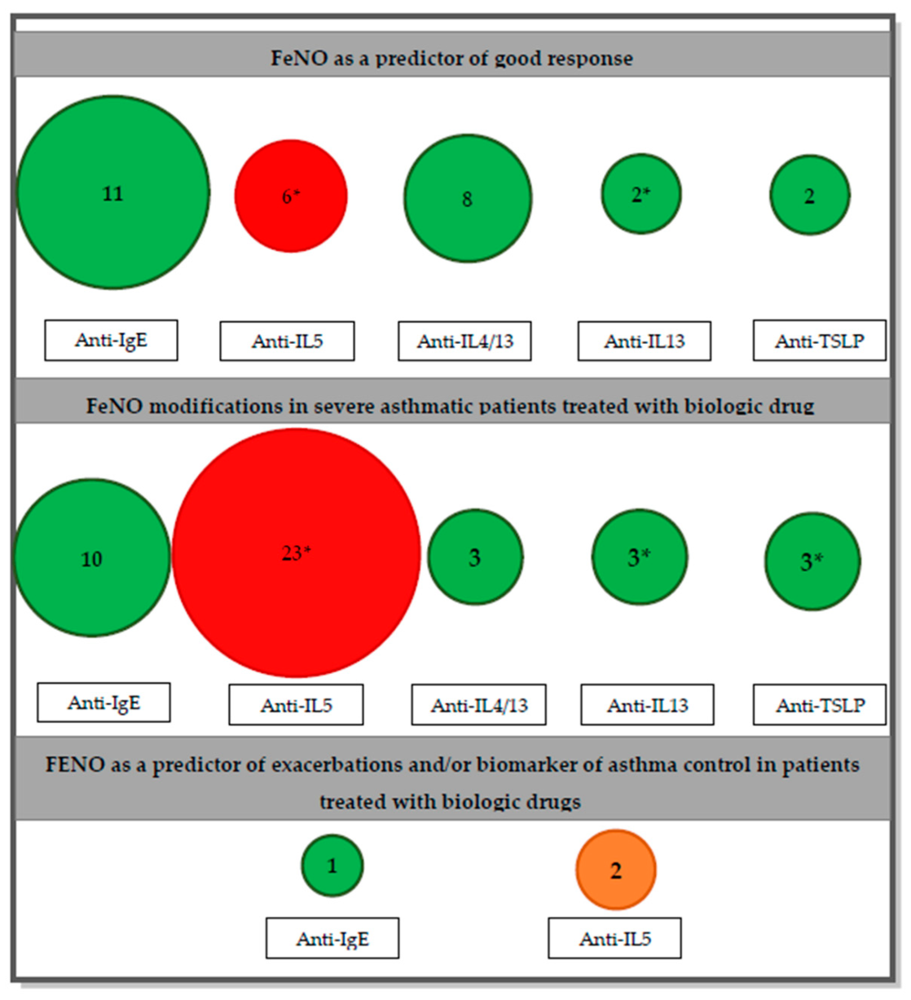 FeNO as a predictor of good response
11
6*
8
2*
2
Anti-IgE
Anti-IL5
Anti-IL4/13
Anti-IL13
Anti-TSLP
FeNO modifications in severe asthmatic patients treated with biologic drug
10
23*
3
3*
3*
Anti-IgE
Anti-IL5
Anti-IL4/13
Anti-IL13
Anti-TSLP
FENO as a predictor of exacerbations and/or biomarker of asthma control in patients
treated with biologic drugs
1
2
Anti-IgE
Anti-IL5